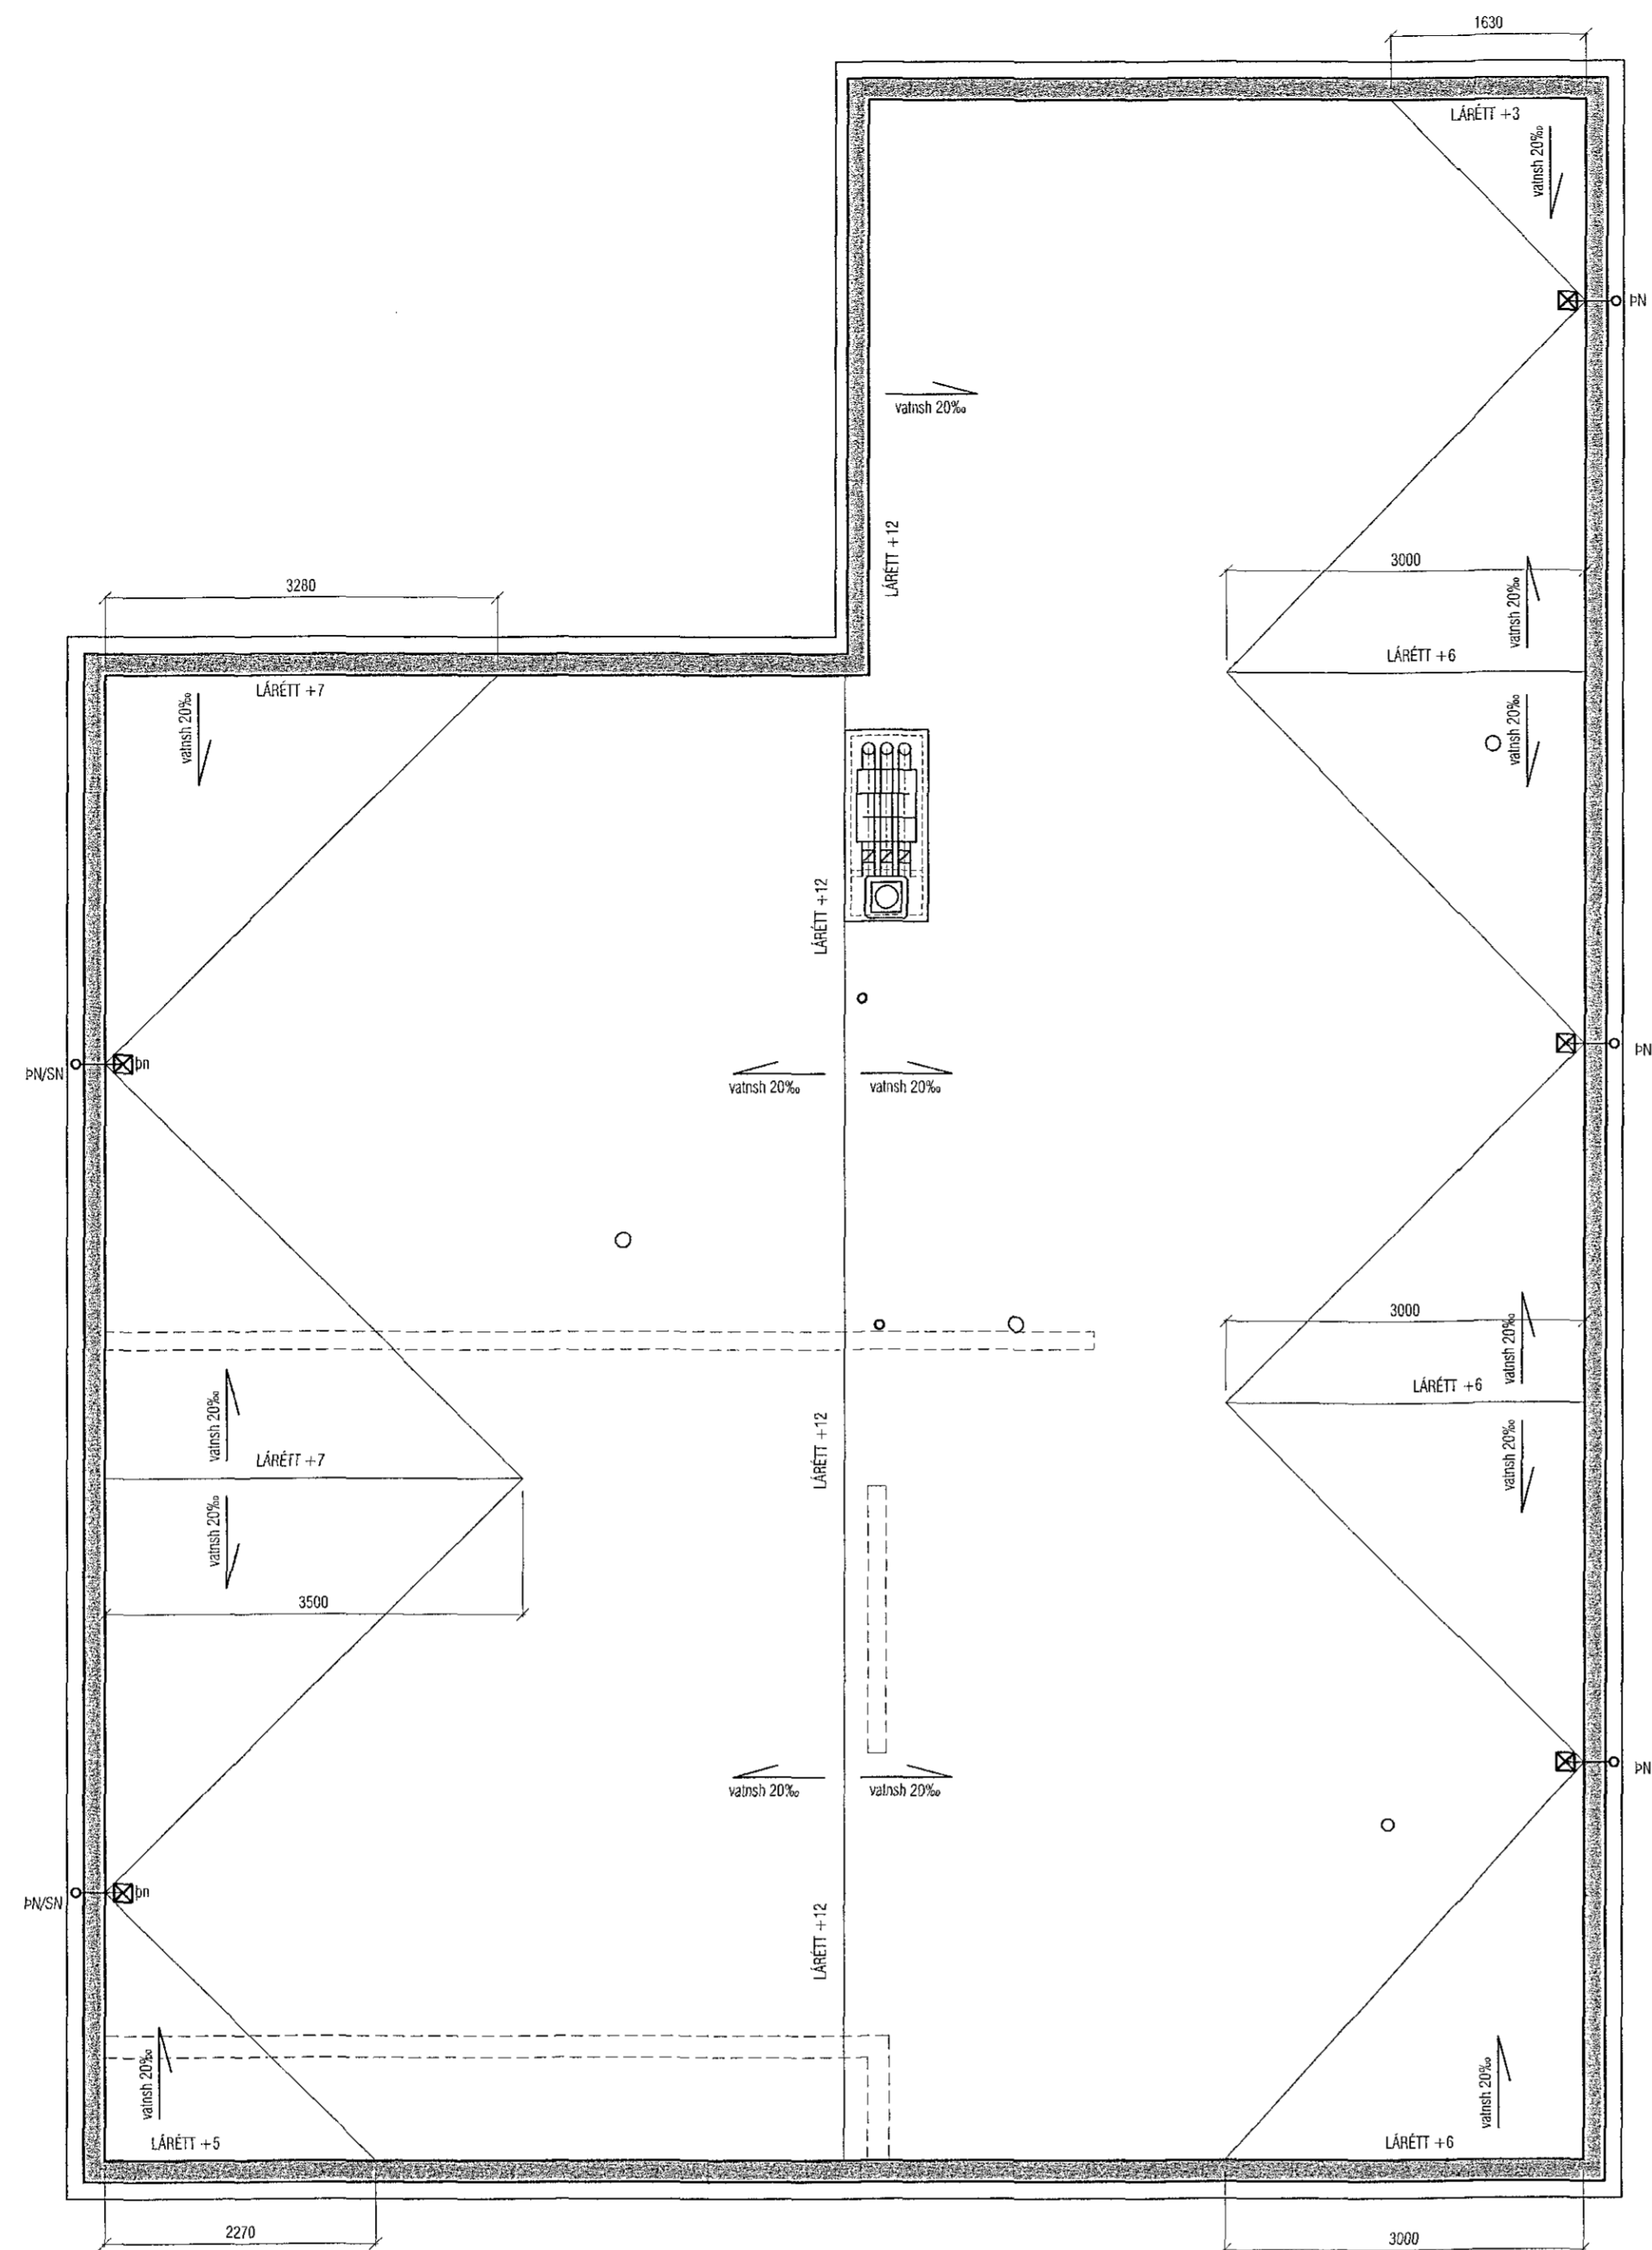 1630
LÁRÉTT +3
vatnsh 20‰
ÞN
vatnsh 20‰
LÁRÉTT +12
3000
3280
vatnsh 20‰
LÁRÉTT +6
LÁRÉTT +7
vatnsh 20‰
vatnsh 20‰
LÁRÉTT +12
ÞN/SN
þn
ÞN
vatnsh 20‰
vatnsh 20‰
3000
vatnsh 20‰
LÁRÉTT +6
vatnsh 20‰
LÁRÉTT +12
LÁRÉTT +7
vatnsh 20‰
vatnsh 20‰
3500
ÞN
vatnsh 20‰
vatnsh 20‰
ÞN/SN
þn
LÁRÉTT +12
vatnsh 20‰
vatnsh 20‰
LÁRÉTT +5
LÁRÉTT +6
2270
3000